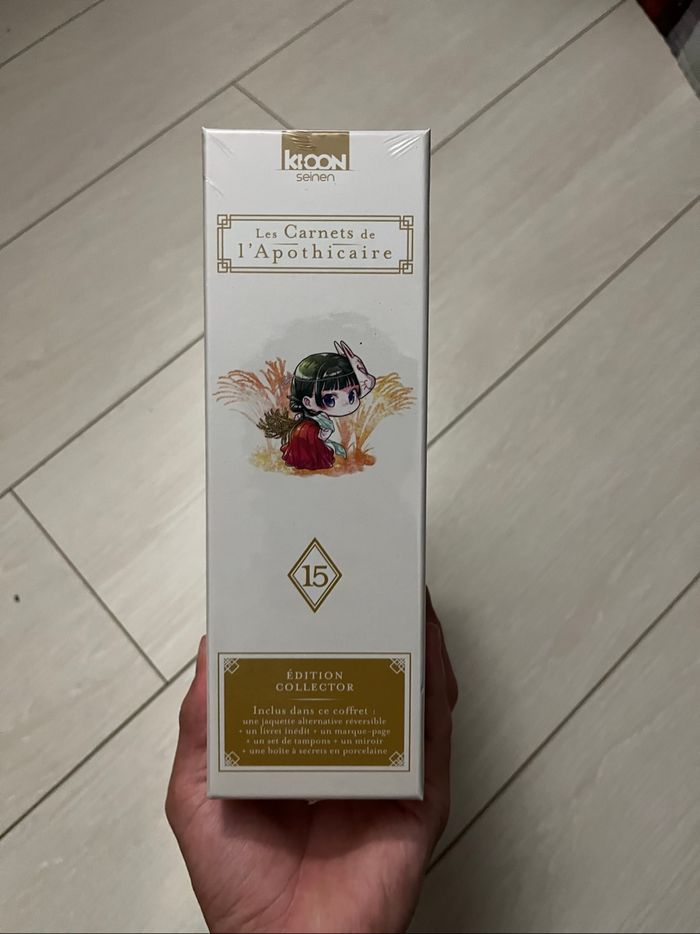 KI-OON
seinen
Les Carnets de
l'Apothicaire
15
ÉDITION
COLLECTOR
Inclus dans ce coffret :
une jaquette alternative réversible
+ un livret inédit + un marque-page
+ un set de tampons + un miroir
+ une boîte à secrets en porcelaine